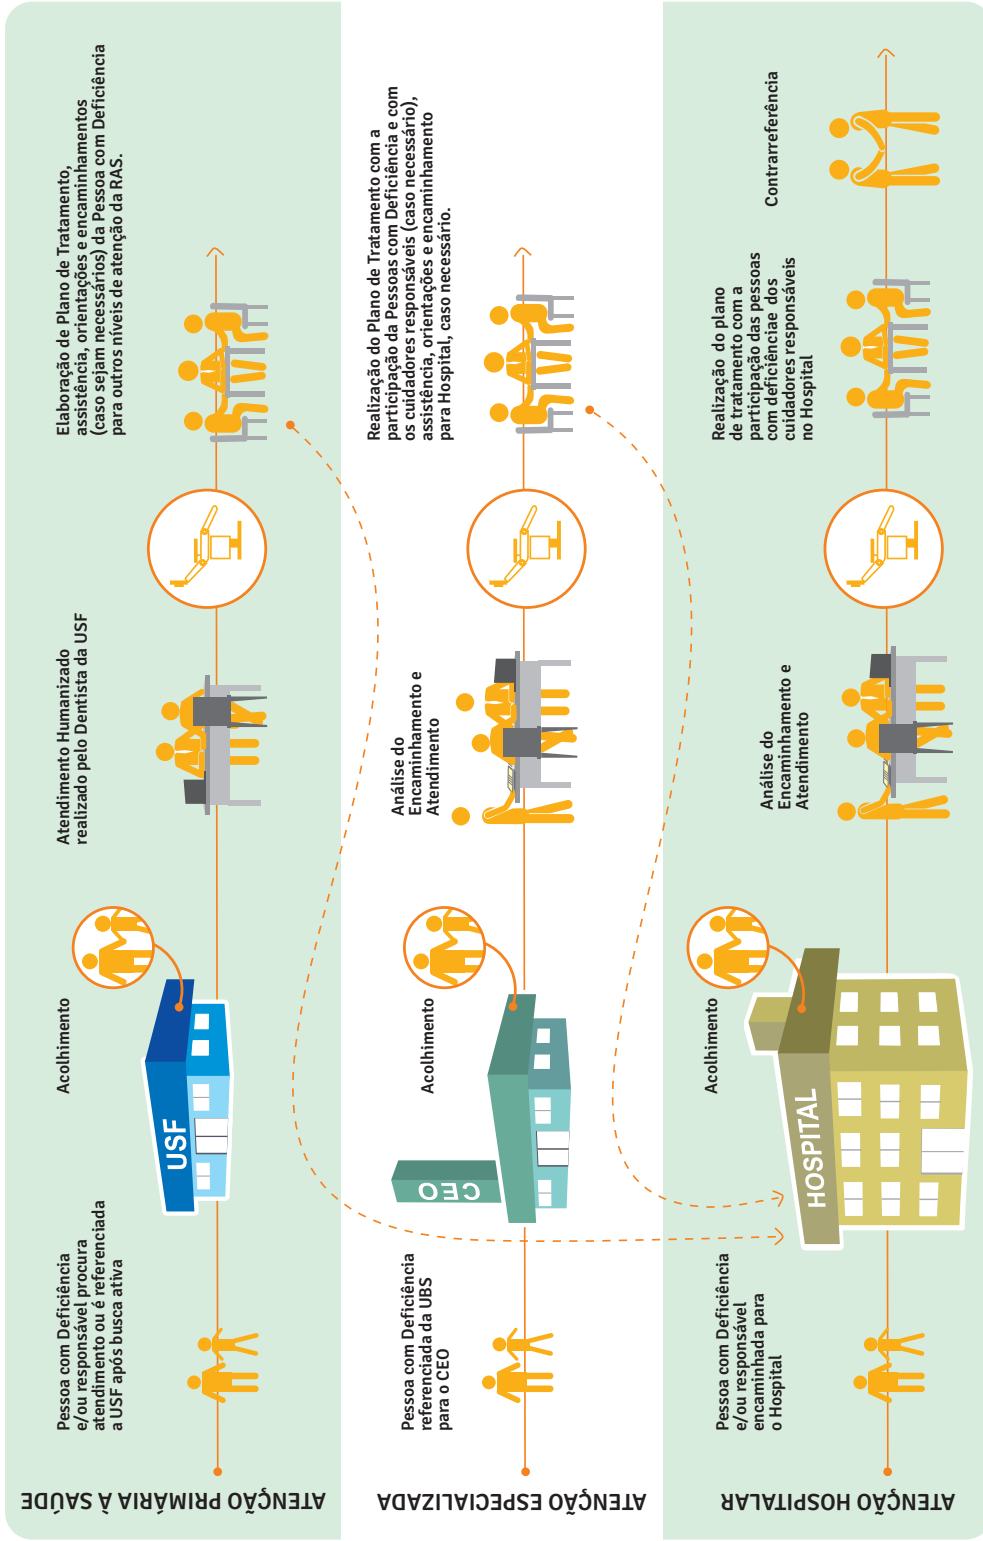 ATENÇÃO PRIMÁRIA À SAÚDE
Pessoa com Deficiência
e/ou responsável procura
atendimento ou é referenciada
a USF após busca ativa
USF
Acolhimento
Atendimento Humanizado
realizado pelo Dentista da USF
Elaboração de Plano de Tratamento,
assistência, orientações e encaminhamentos
(caso sejam necessários) da Pessoa com Deficiência
para outros níveis de atenção da RAS.
ATENÇÃO ESPECIALIZADA
Pessoa com Deficiência
referenciada da UBS
para o CEO
CEO
Acolhimento
Análise do
Encaminhamento e
Atendimento
Realização do Plano de Tratamento com a
participação da Pessoas com Deficiência e com
os cuidadores responsáveis (caso necessário),
assistência, orientações e encaminhamento
para Hospital, caso necessário.
ATENÇÃO HOSPITALAR
Pessoa com Deficiência
e/ou responsável
encaminhada para
o Hospital
HOSPITAL
Acolhimento
Análise do
Encaminhamento e
Atendimento
Realização do plano
de tratamento com a
participação das pessoas
com deficiênciae dos
cuidadores responsáveis
no Hospital
Contrarreferência